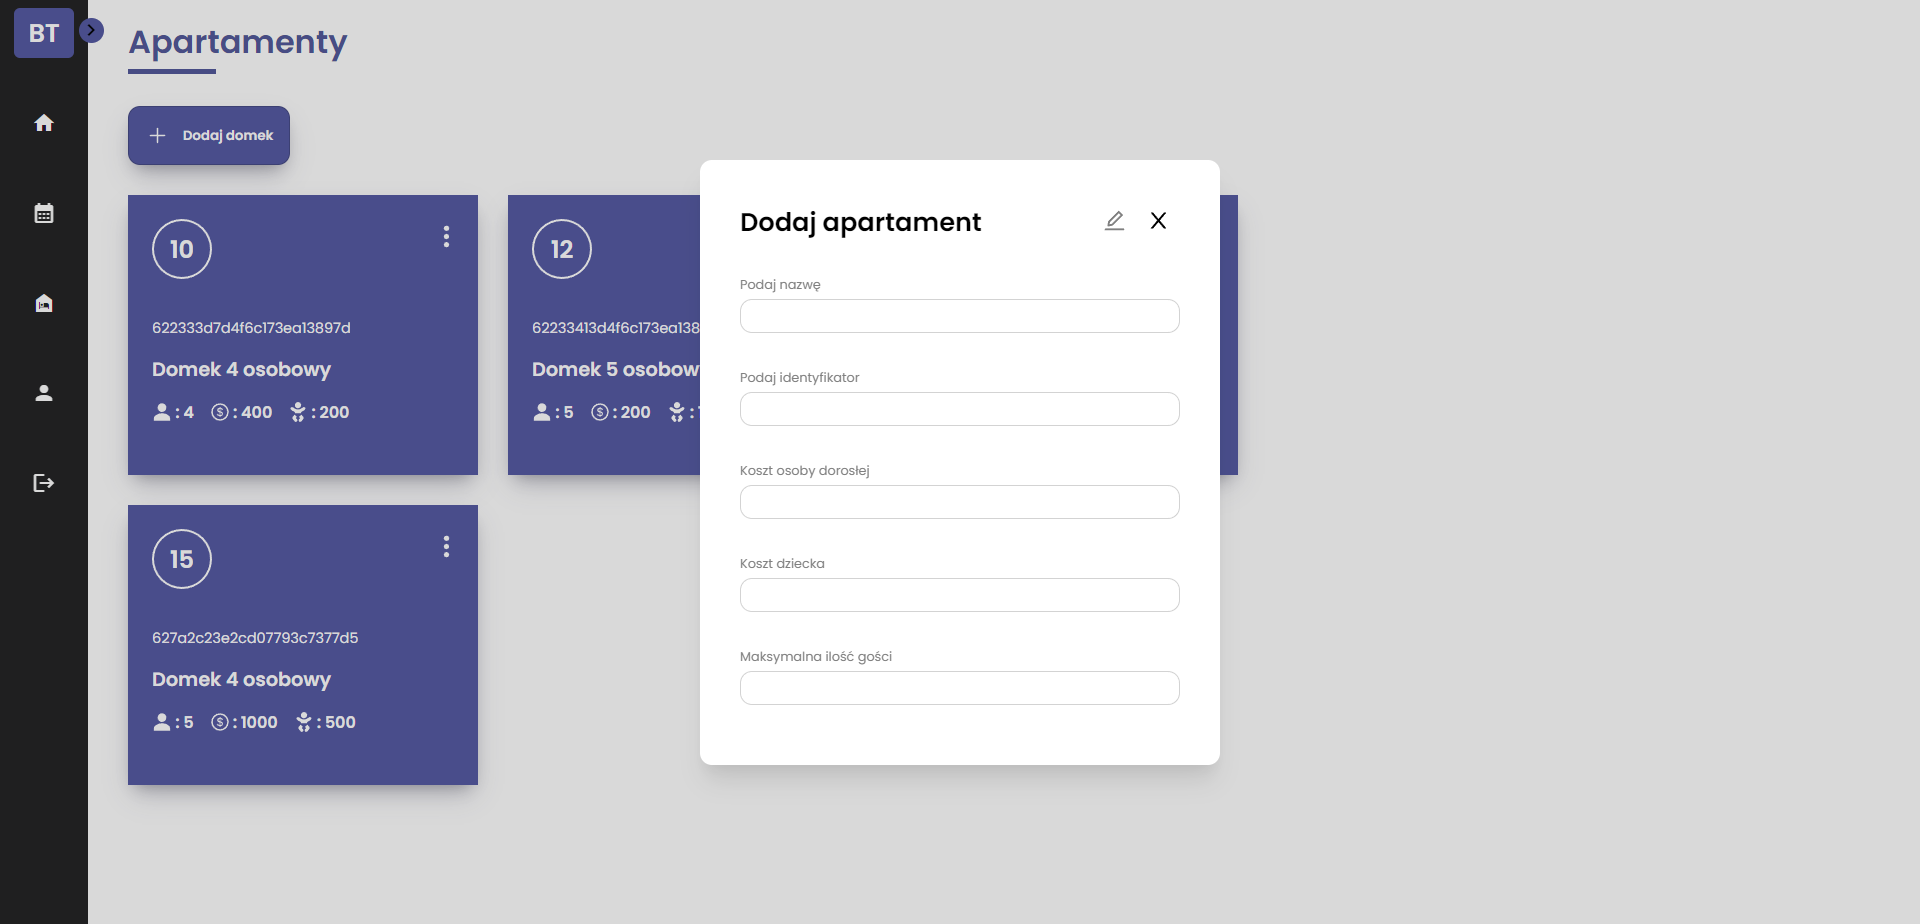 BT
Apartamenty
Dodaj domek
10
622333d7d4f6c173ea13897d
Domek 4 osobowy
: 4 : 400 : 200
12
62233413d4f6c173ea138
Domek 5 osobow
: 5 : 200 :
15
627a2c23e2cd07793c7377d5
Domek 4 osobowy
: 5 : 1000 : 500
Dodaj apartament
Podaj nazwę
Podaj identyfikator
Koszt osoby dorosłej
Koszt dziecka
Maksymalna ilość gości